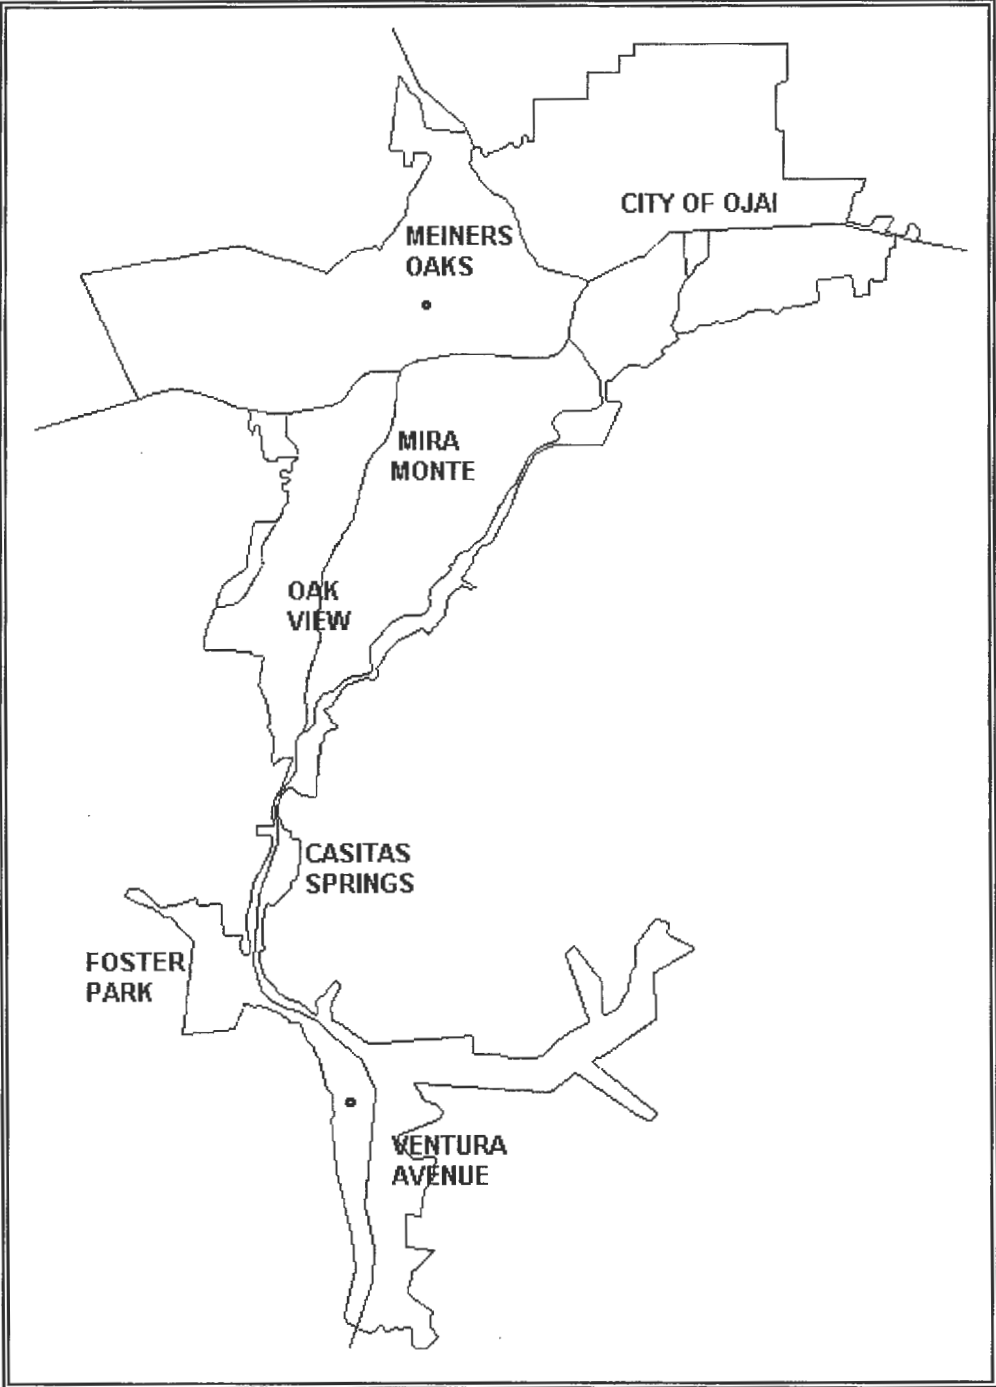 CITY OF OJAI
MEINERS
OAKS
MIRA
MONTE
OAK
VIEW
CASITAS
SPRINGS
FOSTER
PARK
VENTURA
AVENUE